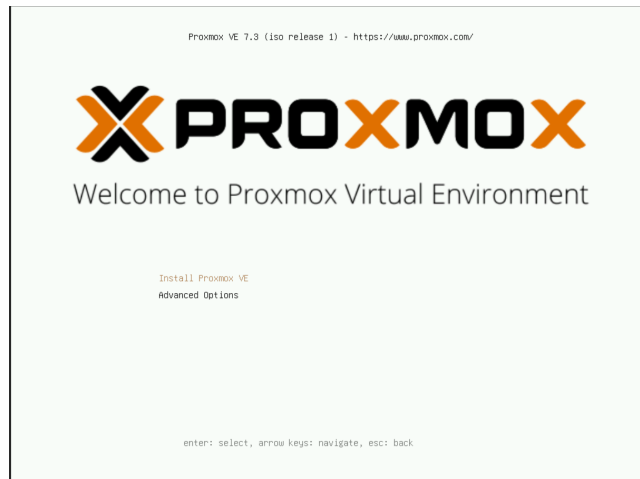 Proxmox VE 7.3 (iso release 1) - https://www.proxmox.com/
PROXMOX
Welcome to Proxmox Virtual Environment
Install Proxmox VE
Advanced Options
enter: select, arrow keys: navigate, esc: back